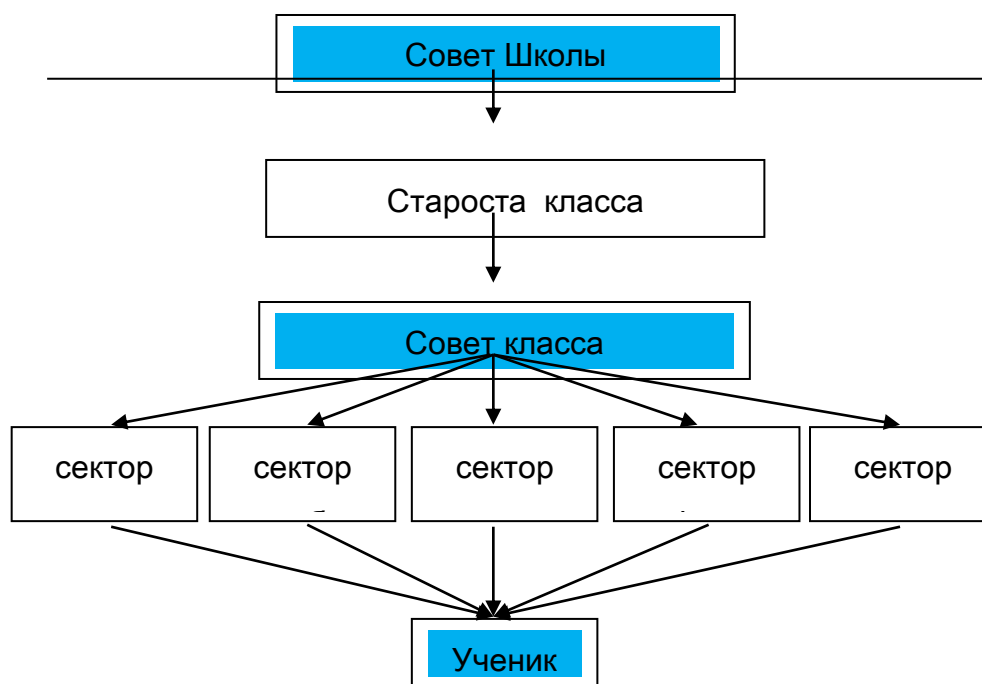 Совет Школы
Староста класса
Совет класса
сектор
сектор
сектор
сектор
сектор
Ученик